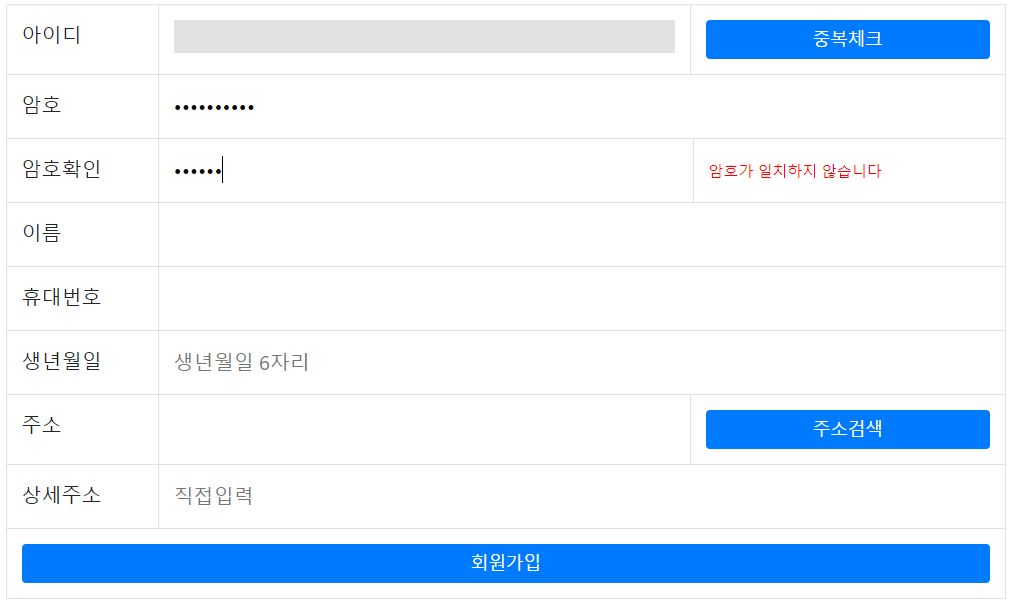 아이디 중복체크
암호 ••••••••••
암호확인 •••••• 암호가 일치하지 않습니다
이름
휴대번호
생년월일 생년월일 6자리
주소 주소검색
상세주소 직접입력
회원가입